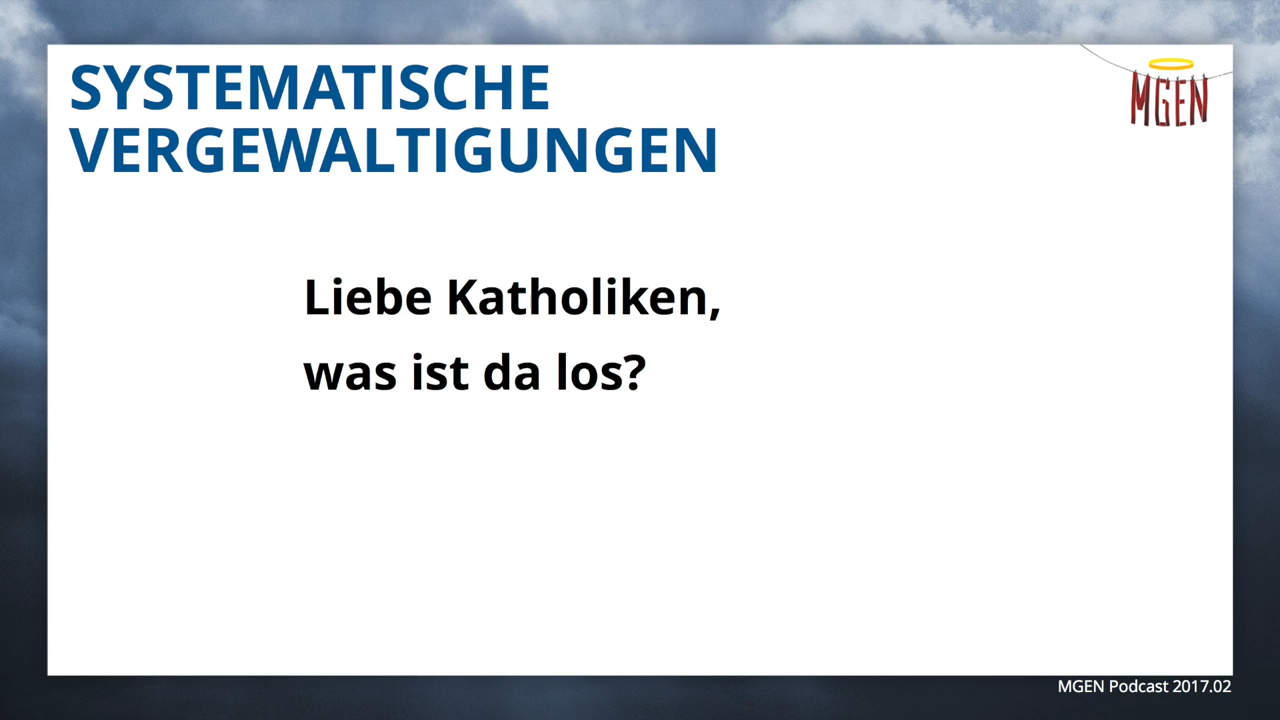 SYSTEMATISCHE
VERGEWALTIGUNGEN
MGEN
Liebe Katholiken,
was ist da los?
MGEN Podcast 2017.02